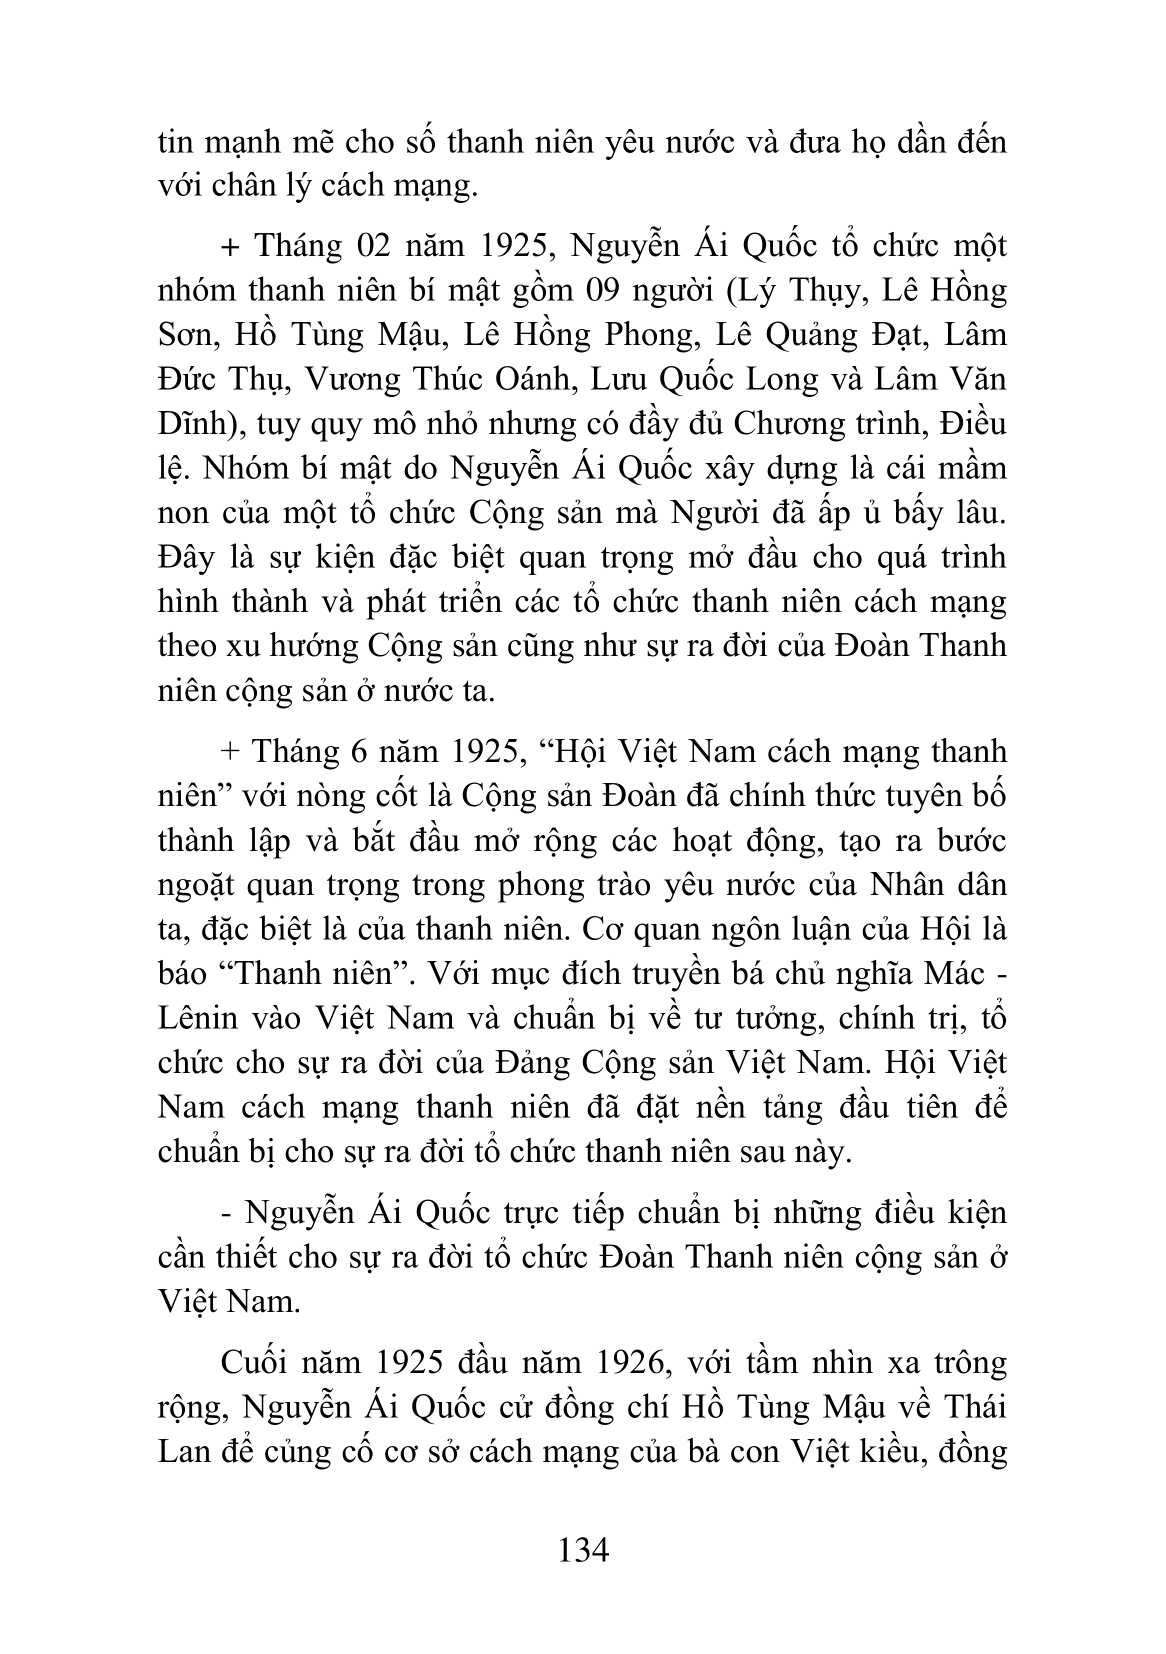 tin mạnh mẽ cho số thanh niên yêu nước và đưa họ dần đến
với chân lý cách mạng.
+ Tháng 02 năm 1925, Nguyễn Ái Quốc tổ chức một
nhóm thanh niên bí mật gồm 09 người (Lý Thụy, Lê Hồng
Sơn, Hồ Tùng Mậu, Lê Hồng Phong, Lê Quảng Đạt, Lâm
Đức Thụ, Vương Thúc Oánh, Lưu Quốc Long và Lâm Văn
Dĩnh), tuy quy mô nhỏ nhưng có đầy đủ Chương trình, Điều
lệ. Nhóm bí mật do Nguyễn Ái Quốc xây dựng là cái mầm
non của một tổ chức Cộng sản mà Người đã ấp ủ bấy lâu.
Đây là sự kiện đặc biệt quan trọng mở đầu cho quá trình
hình thành và phát triển các tổ chức thanh niên cách mạng
theo xu hướng Cộng sản cũng như sự ra đời của Đoàn Thanh
niên cộng sản ở nước ta.
+ Tháng 6 năm 1925, “Hội Việt Nam cách mạng thanh
niên” với nòng cốt là Cộng sản Đoàn đã chính thức tuyên bố
thành lập và bắt đầu mở rộng các hoạt động, tạo ra bước
ngoặt quan trọng trong phong trào yêu nước của Nhân dân
ta, đặc biệt là của thanh niên. Cơ quan ngôn luận của Hội là
báo “Thanh niên”. Với mục đích truyền bá chủ nghĩa Mác -
Lênin vào Việt Nam và chuẩn bị về tư tưởng, chính trị, tổ
chức cho sự ra đời của Đảng Cộng sản Việt Nam. Hội Việt
Nam cách mạng thanh niên đã đặt nền tảng đầu tiên để
chuẩn bị cho sự ra đời tổ chức thanh niên sau này.
- Nguyễn Ái Quốc trực tiếp chuẩn bị những điều kiện
cần thiết cho sự ra đời tổ chức Đoàn Thanh niên cộng sản ở
Việt Nam.
Cuối năm 1925 đầu năm 1926, với tầm nhìn xa trông
rộng, Nguyễn Ái Quốc cử đồng chí Hồ Tùng Mậu về Thái
Lan để củng cố cơ sở cách mạng của bà con Việt kiều, đồng
134